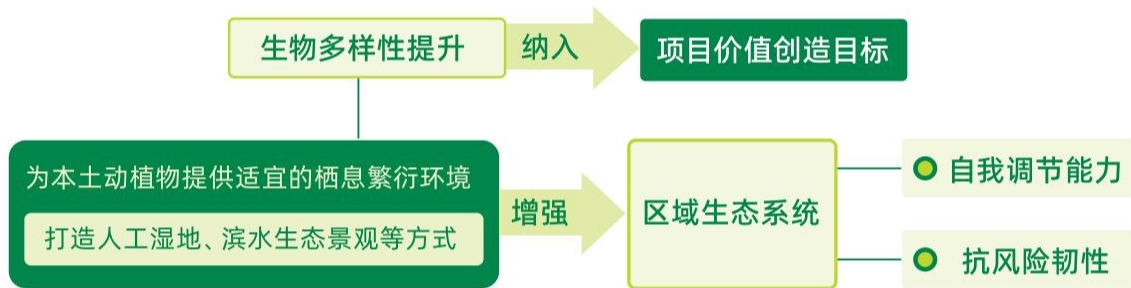 生物多样性提升
纳入
项目价值创造目标
为本土动植物提供适宜的栖息繁衍环境
打造人工湿地、滨水生态景观等方式
增强
区域生态系统
自我调节能力
抗风险韧性